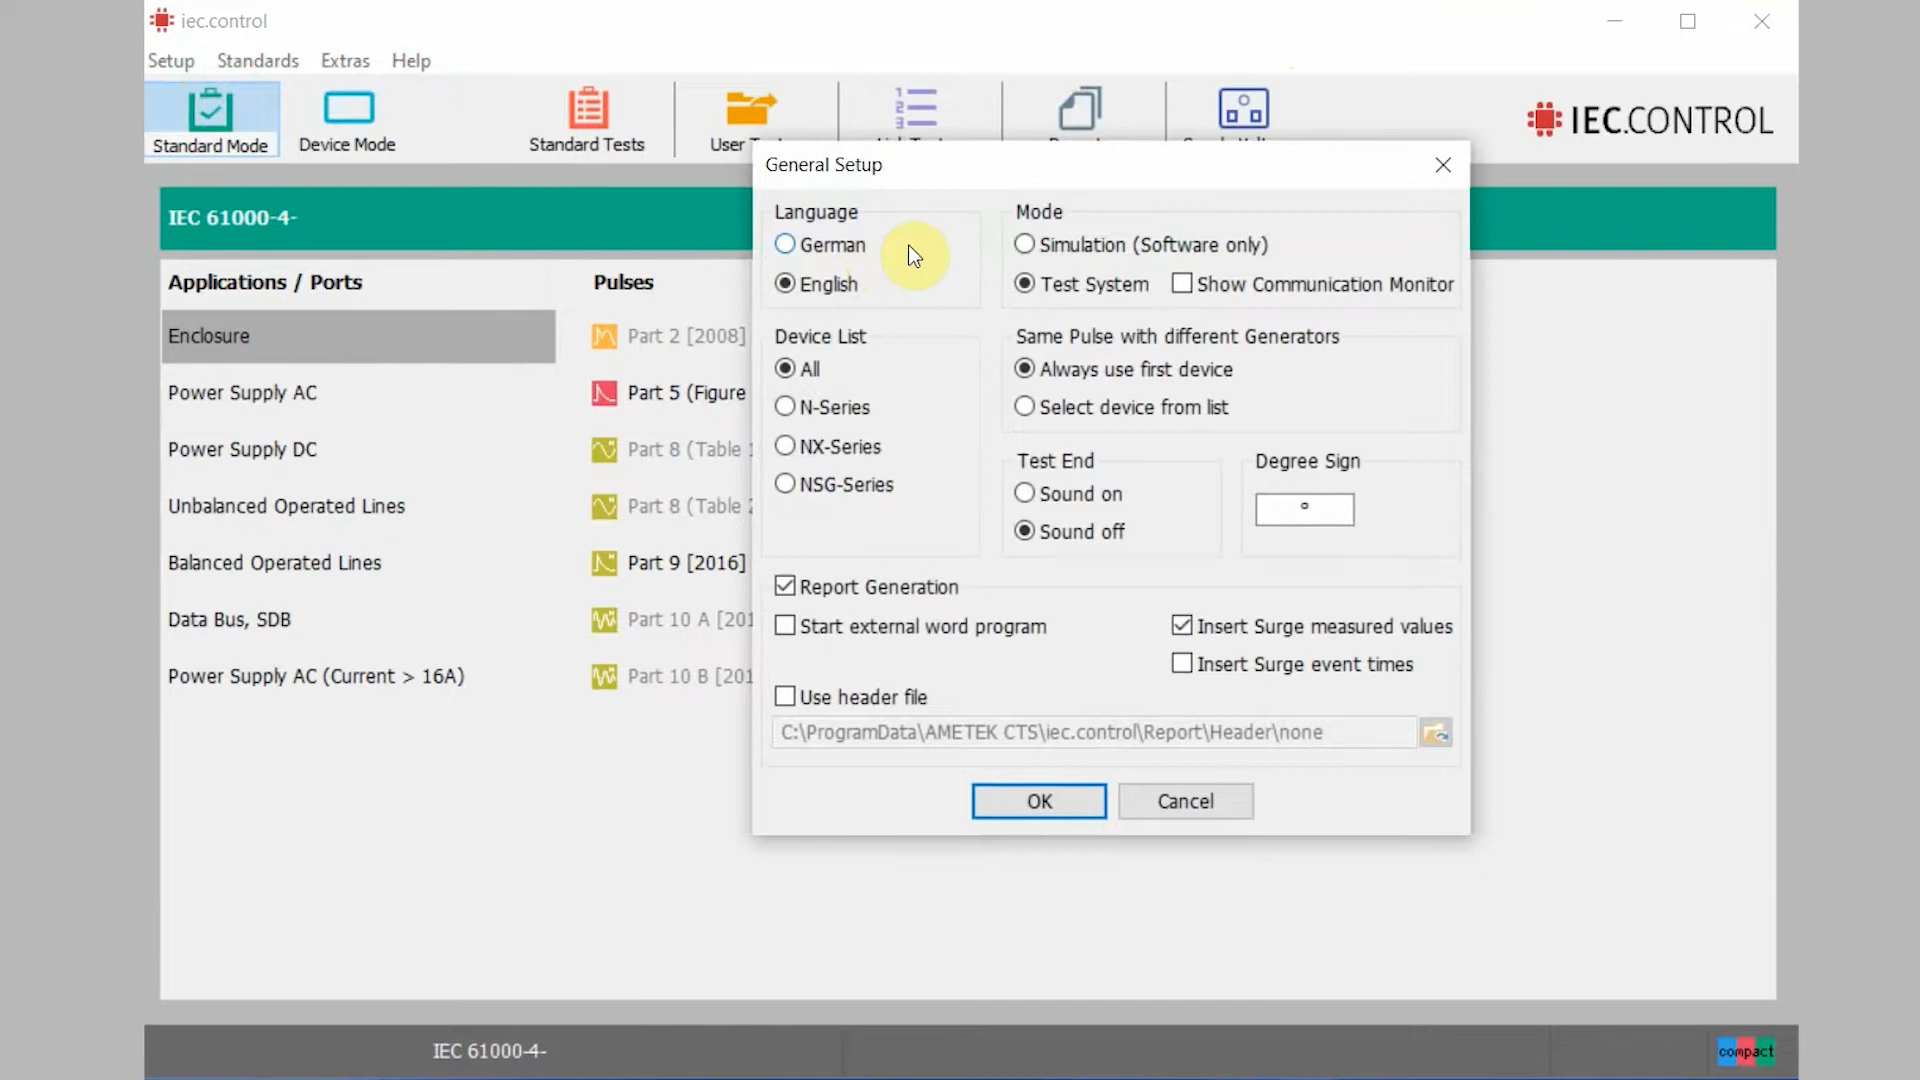 iec.control
Setup Standards Extras Help
Standard Mode Device Mode Standard Tests User
IEC.CONTROL
General Setup
IEC 61000-4-
Applications / Ports
Enclosure
Power Supply AC
Power Supply DC
Unbalanced Operated Lines
Balanced Operated Lines
Data Bus, SDB
Power Supply AC (Current > 16A)
Pulses
Part 2 [2008]
Part 5 (Figure
Part 8 (Table
Part 8 (Table
Part 9 [2016]
Part 10 A [201
Part 10 B [201
Language
German
English
Mode
Simulation (Software only)
Test System Show Communication Monitor
Device List
All
N-Series
NX-Series
NSG-Series
Same Pulse with different Generators
Always use first device
Select device from list
Test End
Sound on
Sound off
Degree Sign
°
Report Generation
Start external word program
Insert Surge measured values
Insert Surge event times
Use header file
C:\ProgramData\AMETEK CTS\iec.control\Report\Header\none
OK Cancel
IEC 61000-4-
compact